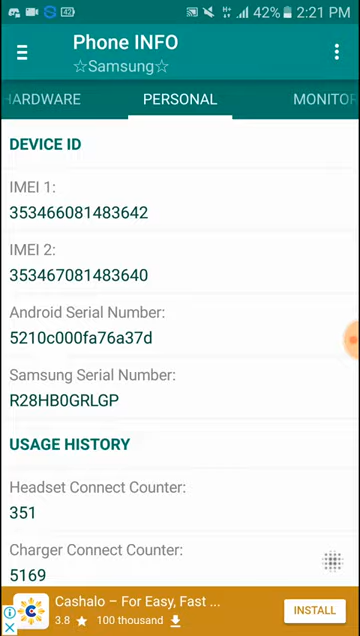 42
H+
42%
2:21 PM
Phone INFO
☆Samsung☆
HARDWARE
PERSONAL
MONITOR
DEVICE ID
IMEI 1:
353466081483642
IMEI 2:
353467081483640
Android Serial Number:
5210c000fa76a37d
Samsung Serial Number:
R28HB0GRLGP
USAGE HISTORY
Headset Connect Counter:
351
Charger Connect Counter:
5169
Cashalo – For Easy, Fast ...
3.8 ★ 100 thousand
INSTALL